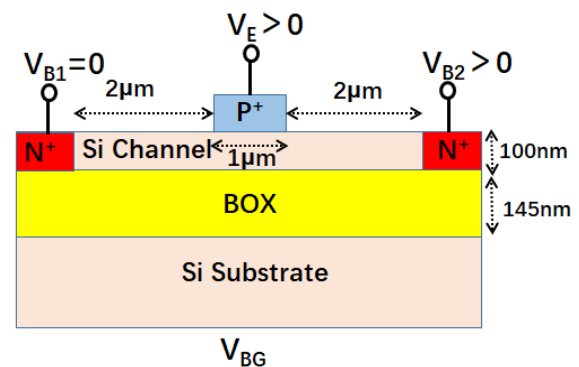 V_E>0
V_B1=0
V_B2>0
2μm
2μm
P⁺
N⁺
Si Channel
1μm
N⁺
100nm
BOX
145nm
Si Substrate
V_BG